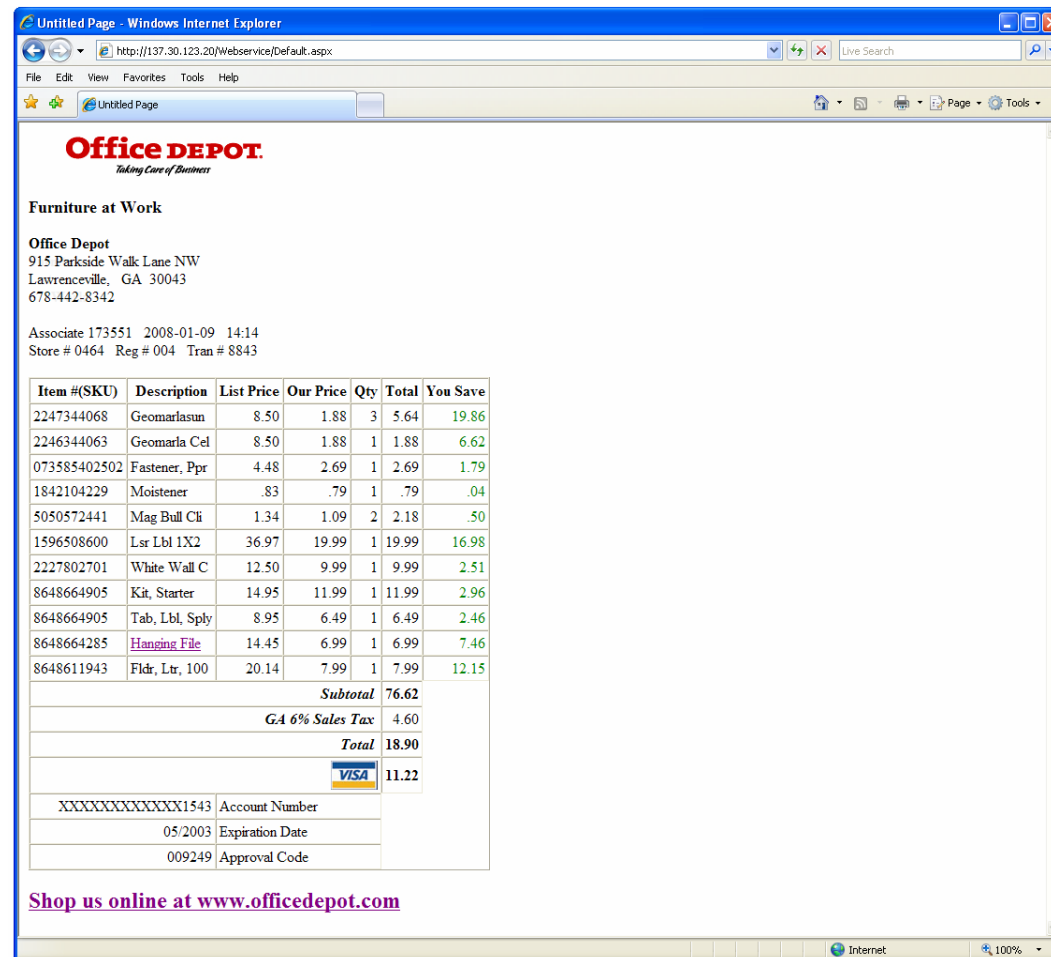 Untitled Page - Windows Internet Explorer
http://137.30.123.20/Webservice/Default.aspx
Live Search
File Edit View Favorites Tools Help
Untitled Page
Page Tools
Office DEPOT.
Taking Care of Business
Furniture at Work
Office Depot
915 Parkside Walk Lane NW
Lawrenceville, GA 30043
678-442-8342
Associate 173551 2008-01-09 14:14
Store # 0464 Reg # 004 Tran # 8843
Item #(SKU) Description List Price Our Price Qty Total You Save
2247344068 Geomarlasun 8.50 1.88 3 5.64 19.86
2246344063 Geomarla Cel 8.50 1.88 1 1.88 6.62
073585402502 Fastener, Ppr 4.48 2.69 1 2.69 1.79
1842104229 Moistener .83 .79 1 .79 .04
5050572441 Mag Bull Cli 1.34 1.09 2 2.18 .50
1596508600 Lsr Lbl 1X2 36.97 19.99 1 19.99 16.98
2227802701 White Wall C 12.50 9.99 1 9.99 2.51
8648664905 Kit, Starter 14.95 11.99 1 11.99 2.96
8648664905 Tab, Lbl, Sply 8.95 6.49 1 6.49 2.46
8648664285 Hanging File 14.45 6.99 1 6.99 7.46
8648611943 Fldr, Ltr, 100 20.14 7.99 1 7.99 12.15
Subtotal 76.62
GA 6% Sales Tax 4.60
Total 18.90
VISA 11.22
XXXXXXXXXXXX1543 Account Number
05/2003 Expiration Date
009249 Approval Code
Shop us online at www.officedepot.com
Internet 100%